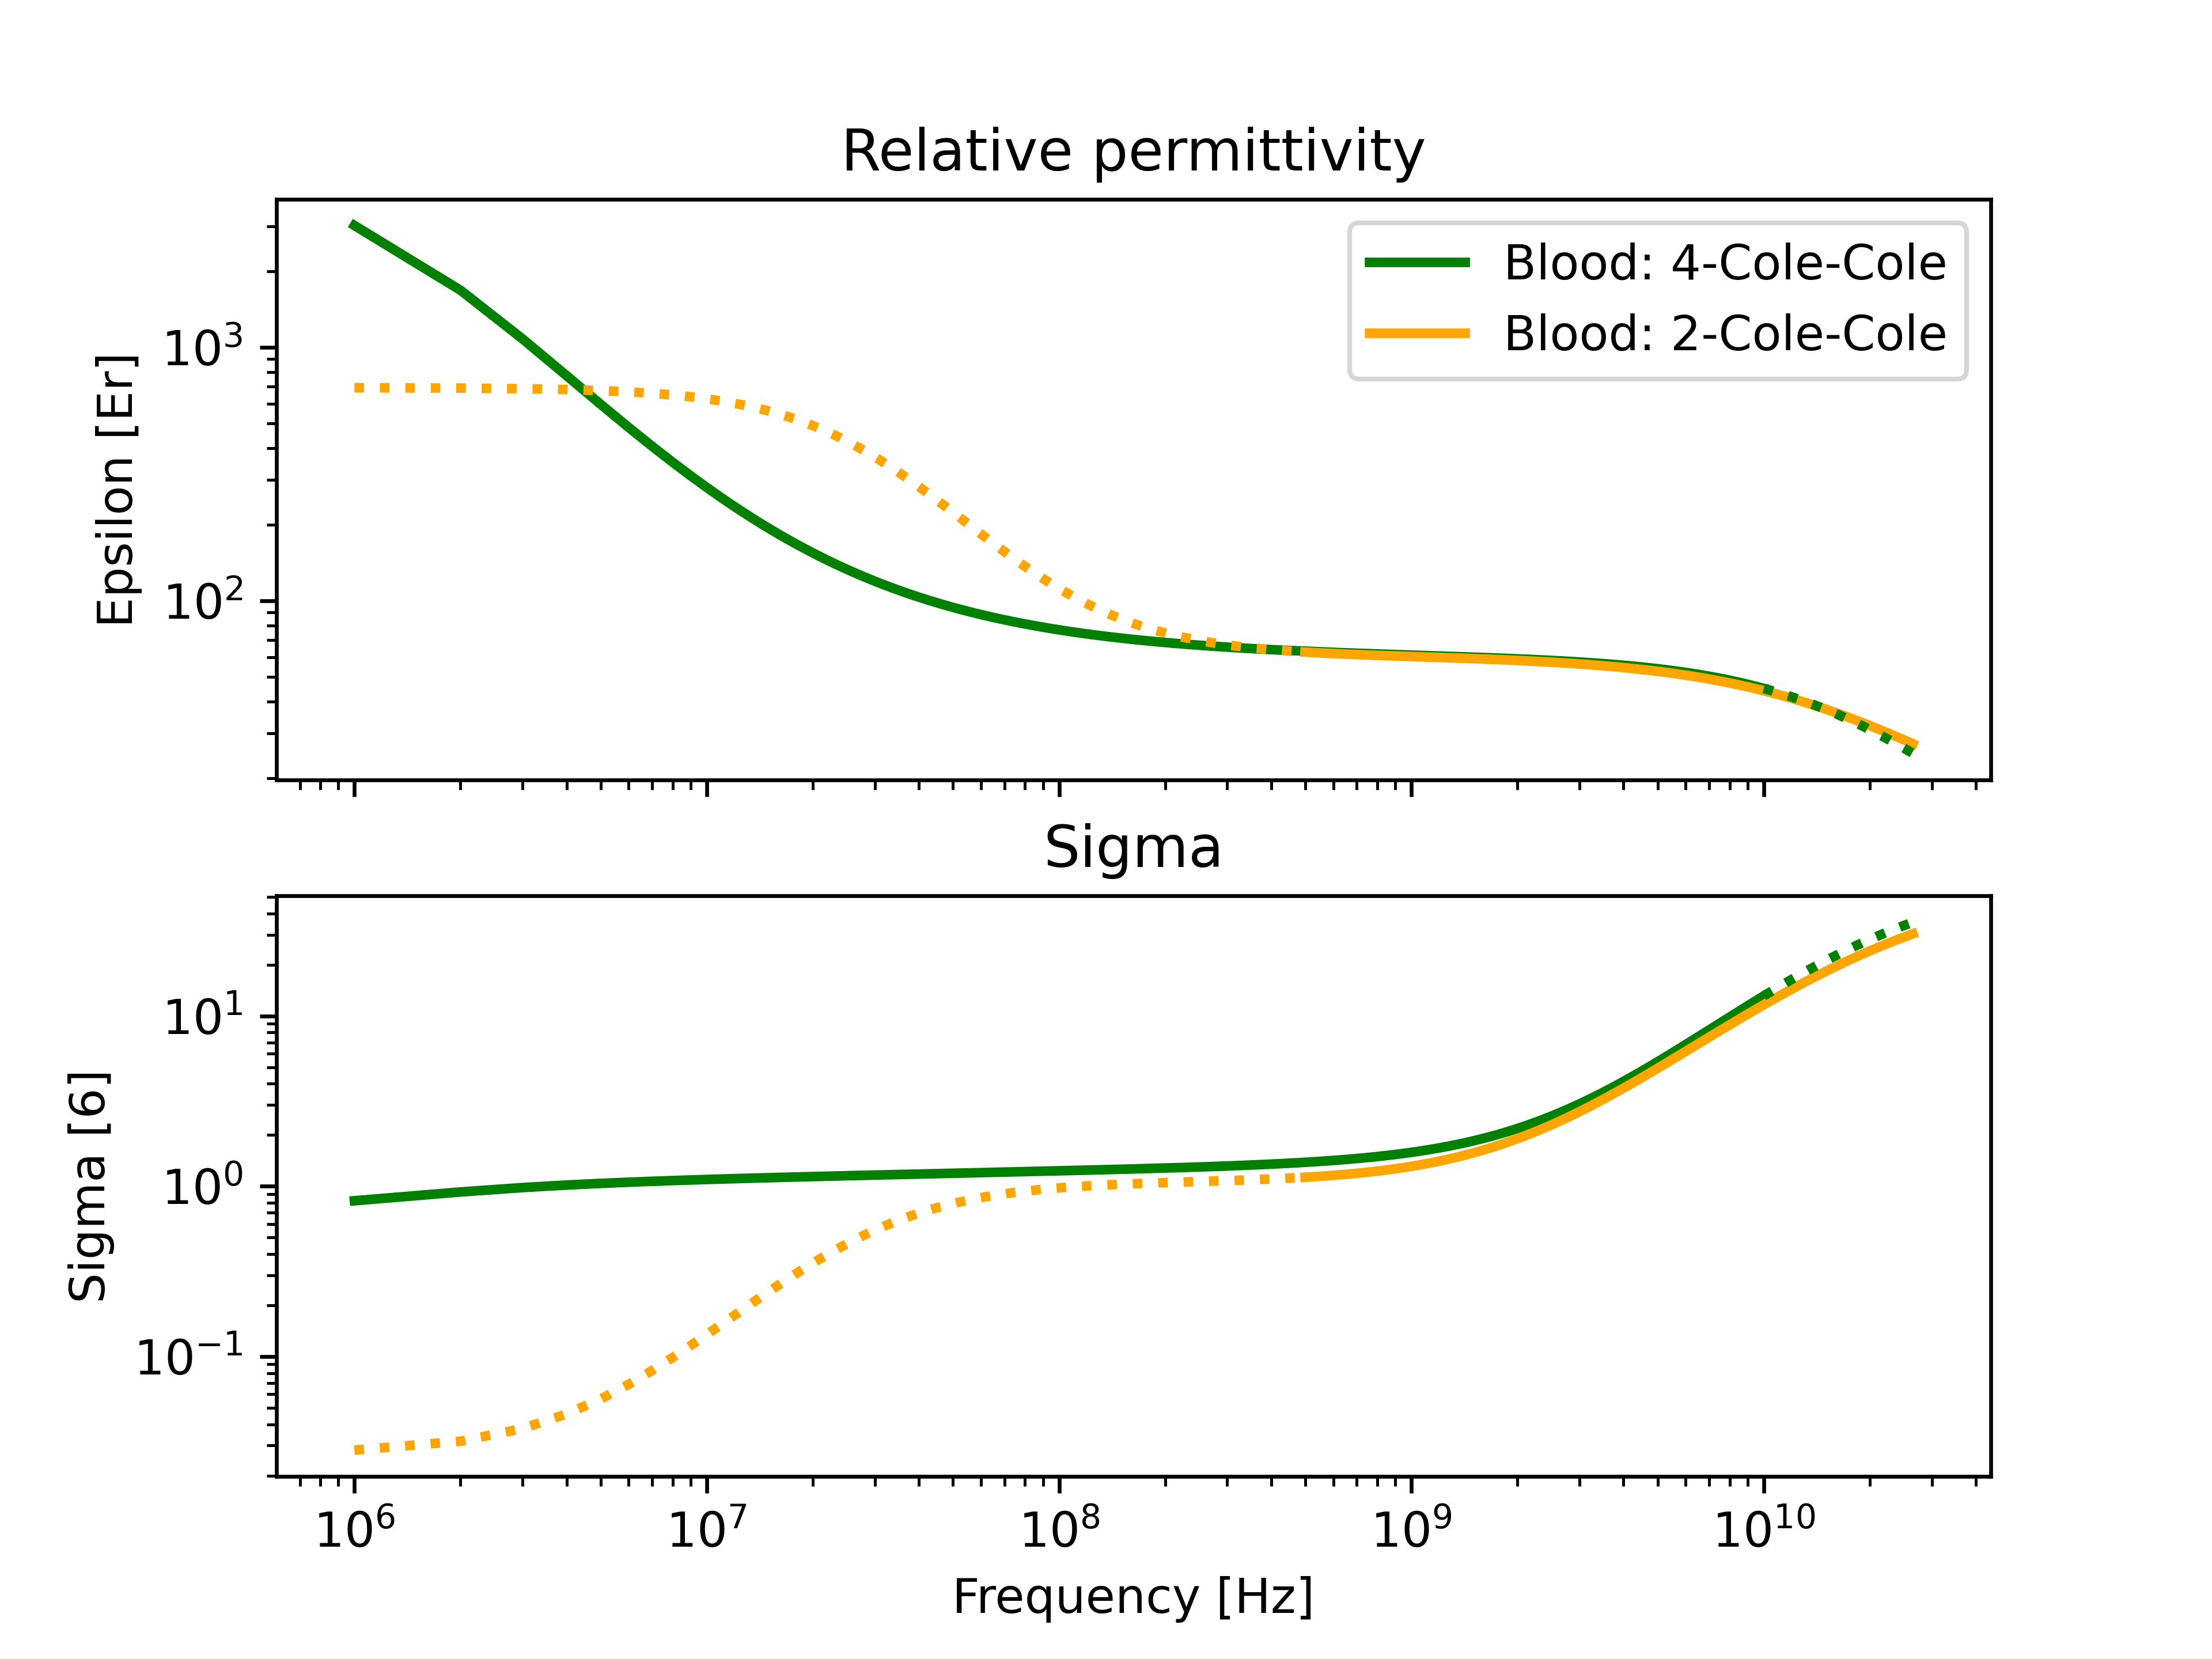 Relative permittivity
Blood: 4-Cole-Cole
Blood: 2-Cole-Cole
Epsilon [Er]
10³
10²
Sigma
Sigma [6]
10¹
10⁰
10⁻¹
10⁶ 10⁷ 10⁸ 10⁹ 10¹⁰
Frequency [Hz]